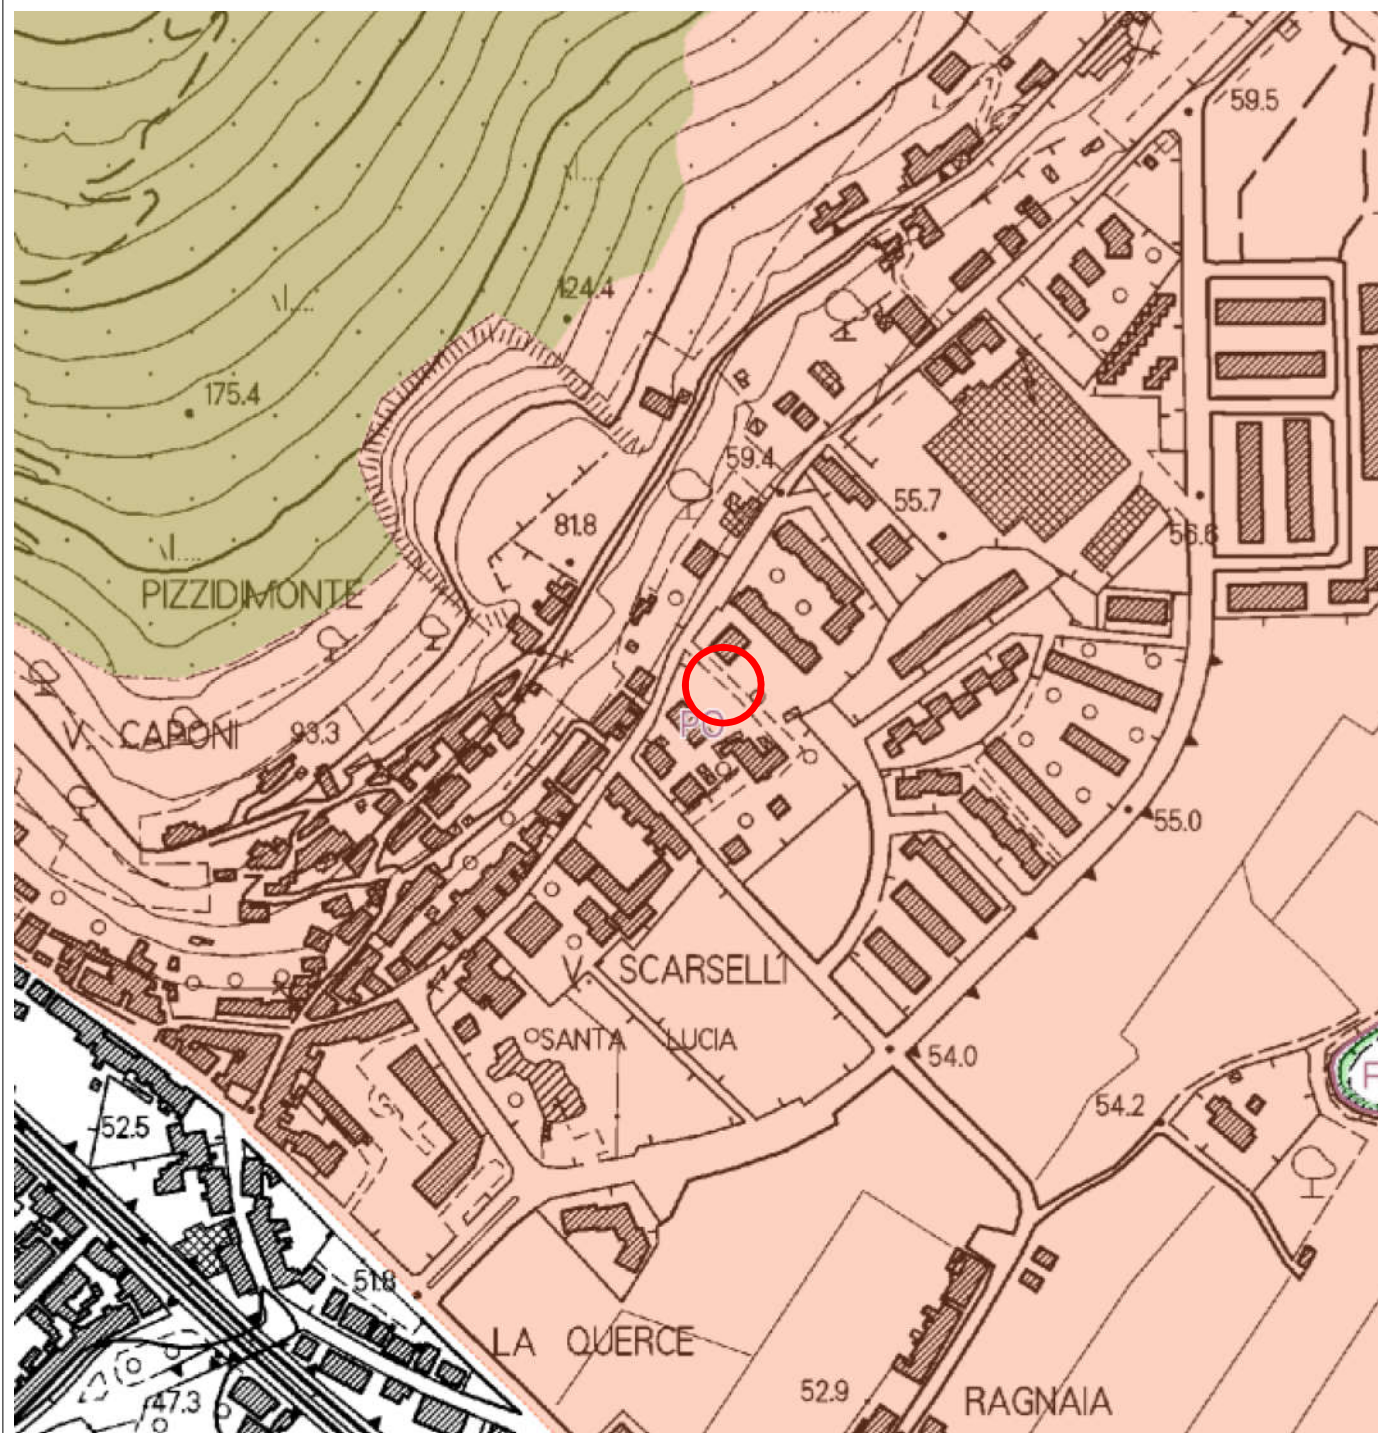 59.5
124.4
175.4
59.4
55.7
81.8
56.6
PIZZIDIMONTE
V. CAPONI
93.3
PO
55.0
V. SCARSELLI
SANTA LUCIA
54.0
54.2
52.5
51.8
LA QUERCE
52.9
RAGNAIA
47.3